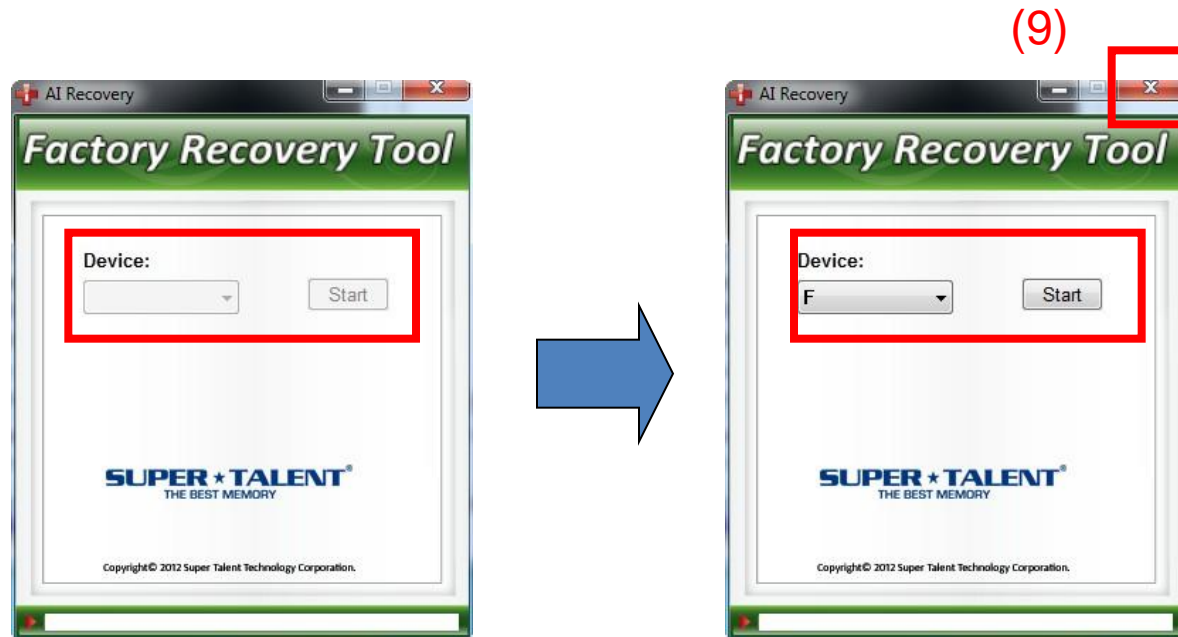 (9)
AI Recovery
Factory Recovery Tool
Device:
Start
SUPER★TALENT®
THE BEST MEMORY
Copyright© 2012 Super Talent Technology Corporation.
AI Recovery
Factory Recovery Tool
Device:
F
Start
SUPER★TALENT®
THE BEST MEMORY
Copyright© 2012 Super Talent Technology Corporation.